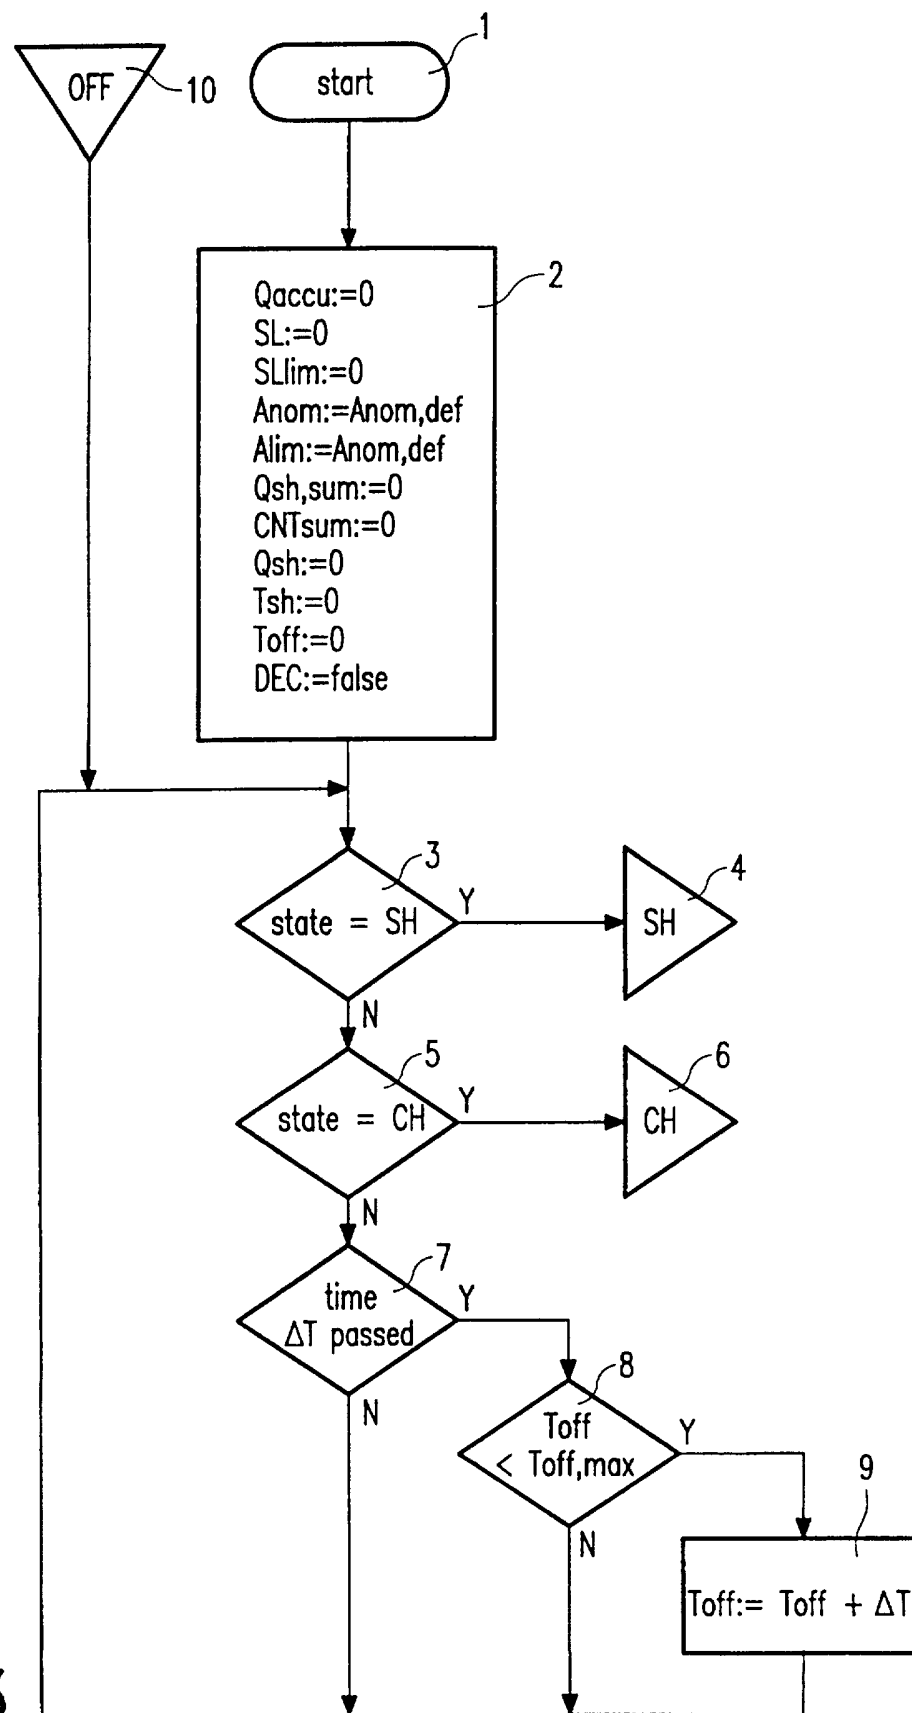 1
OFF
10
start
2
Qaccu:=0
SL:=0
SLlim:=0
Anom:=Anom,def
Alim:=Anom,def
Qsh,sum:=0
CNTsum:=0
Qsh:=0
Tsh:=0
Toff:=0
DEC:=false
3
state = SH
Y
4
SH
N
5
state = CH
Y
6
CH
N
7
time
ΔT passed
Y
N
8
Toff
< Toff,max
Y
N
9
Toff:= Toff + ΔT